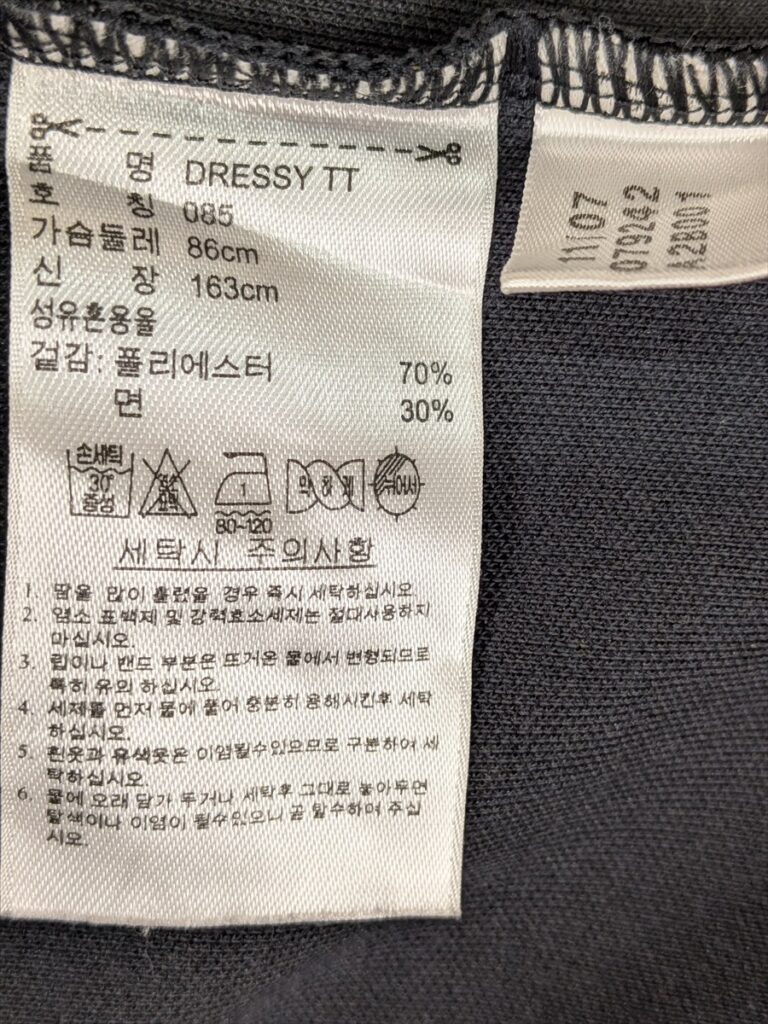 품 명 DRESSY TT
호 칭 085
가슴둘레 86cm
신 장 163cm
섬유혼용율
겉감: 폴리에스터 70%
면 30%
손세탁
30°
중성
80~120
세탁시 주의사항
1. 땀을 많이 흘렸을 경우 즉시 세탁하십시오.
2. 염소 표백제 및 강력효소세제는 절대사용하지
마십시오.
3. 립이나 밴드 부분은 뜨거운 물에서 변형되므로
특히 유의 하십시오.
4. 세제를 먼저 물에 풀어 충분히 용해시킨후 세탁
하십시오.
5. 흰옷과 유색옷은 이염될수있으므로 구분하여 세
탁하십시오.
6. 물에 오래 담가 두거나 세탁후 그대로 놓아두면
탈색이나 이염이 될수있으니 곧 탈수하여 주십
시오.
11/07
079242
A2B001